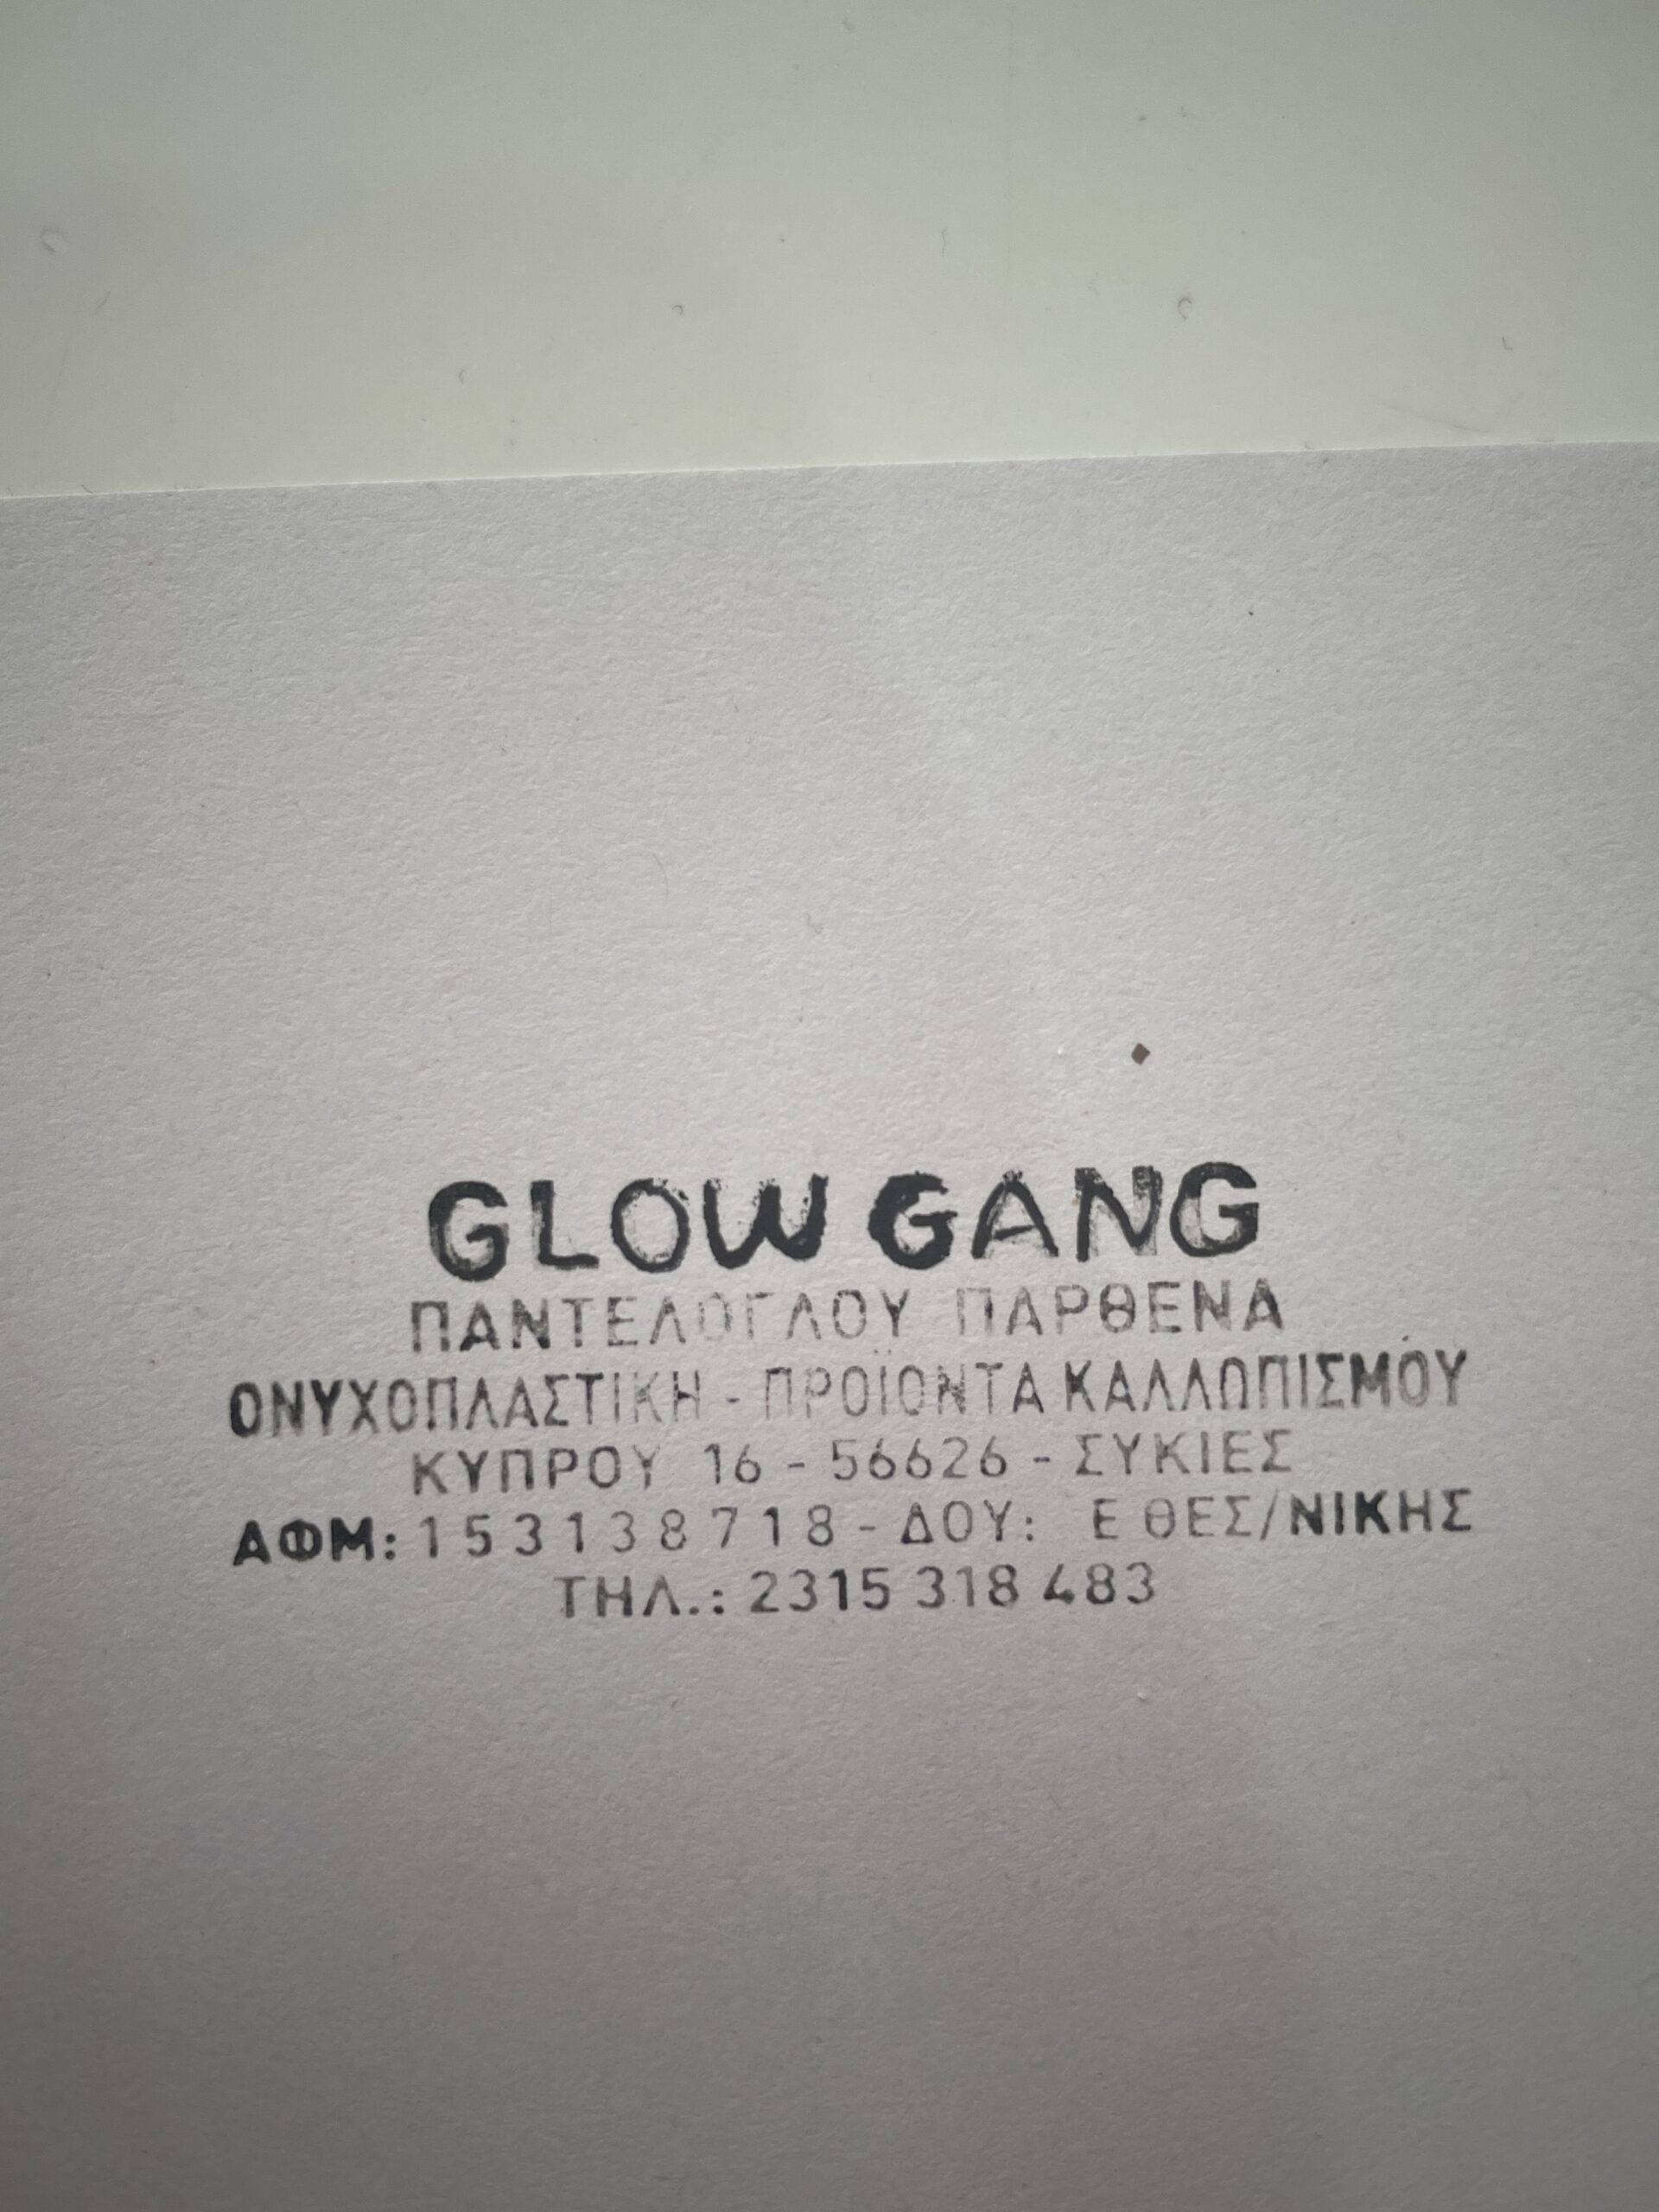 GLOW GANG
ΠΑΝΤΕΛΟΓΛΟΥ ΠΑΡΘΕΝΑ
ΟΝΥΧΟΠΛΑΣΤΙΚΗ - ΠΡΟΪΟΝΤΑ ΚΑΛΛΩΠΙΣΜΟΥ
ΚΥΠΡΟΥ 16 - 56626 - ΣΥΚΙΕΣ
ΑΦΜ: 153138718 - ΔΟΥ: Ε ΘΕΣ/ΝΙΚΗΣ
ΤΗΛ.: 2315 318 483